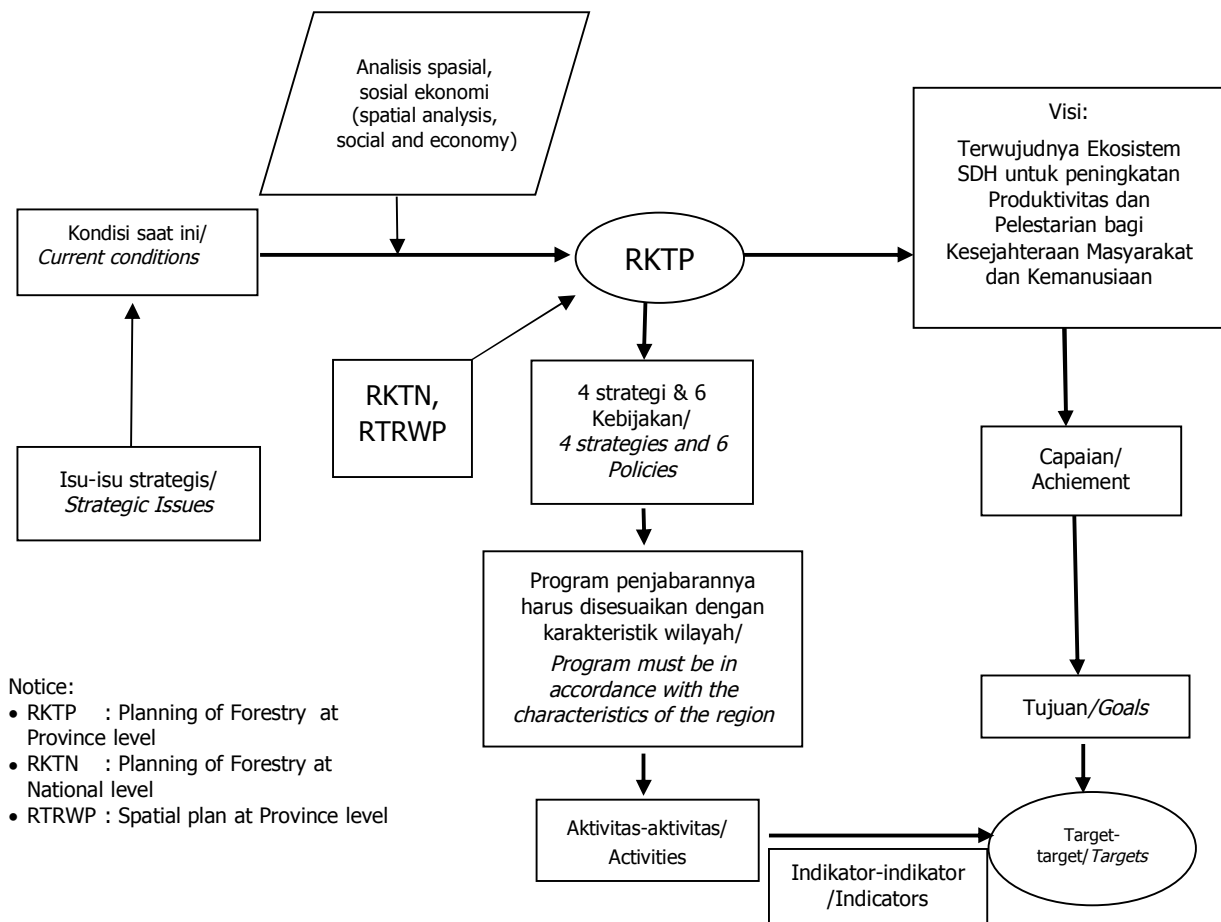 Analisis spasial,
sosial ekonomi
(spatial analysis,
social and economy)
Visi:
Terwujudnya Ekosistem
SDH untuk peningkatan
Produktivitas dan
Pelestarian bagi
Kesejahteraan Masyarakat
dan Kemanusiaan
Kondisi saat ini/
Current conditions
RKTP
RKTN,
RTRWP
4 strategi & 6
Kebijakan/
4 strategies and 6
Policies
Isu-isu strategis/
Strategic Issues
Capaian/
Achiement
Program penjabarannya
harus disesuaikan dengan
karakteristik wilayah/
Program must be in
accordance with the
characteristics of the region
Tujuan/Goals
Notice:
• RKTP : Planning of Forestry at
Province level
• RKTN : Planning of Forestry at
National level
• RTRWP : Spatial plan at Province level
Aktivitas-aktivitas/
Activities
Indikator-indikator
/Indicators
Target-
target/Targets